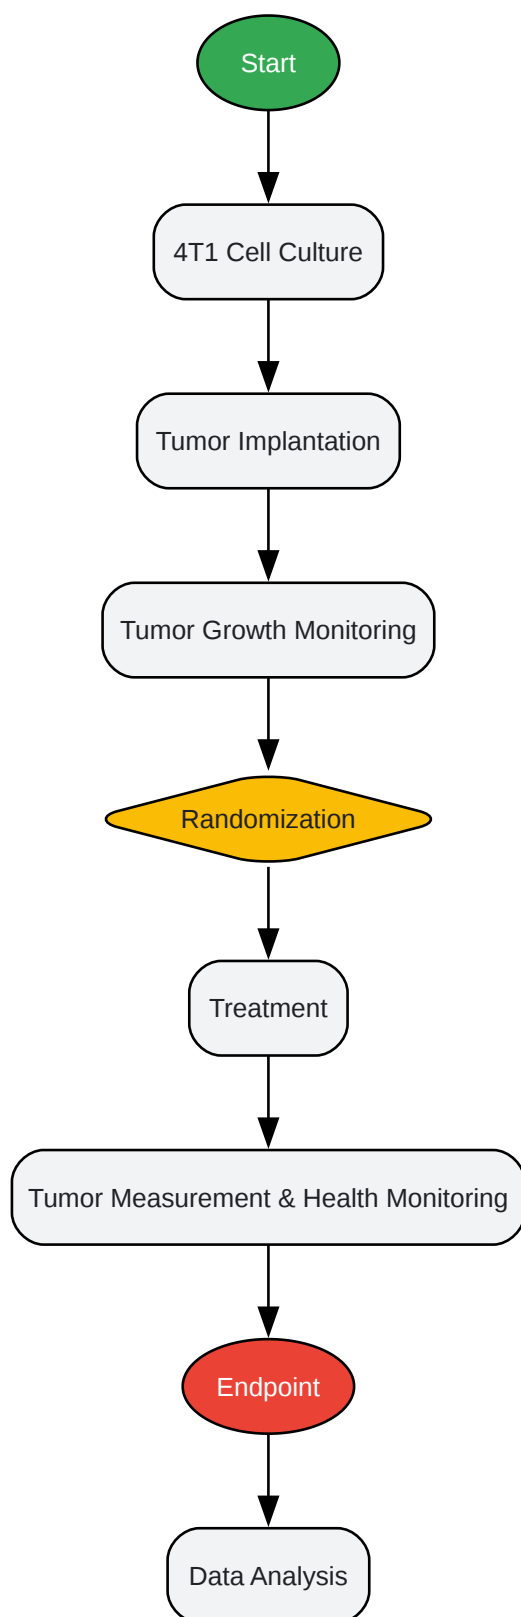 Start
4T1 Cell Culture
Tumor Implantation
Tumor Growth Monitoring
Randomization
Treatment
Tumor Measurement & Health Monitoring
Endpoint
Data Analysis